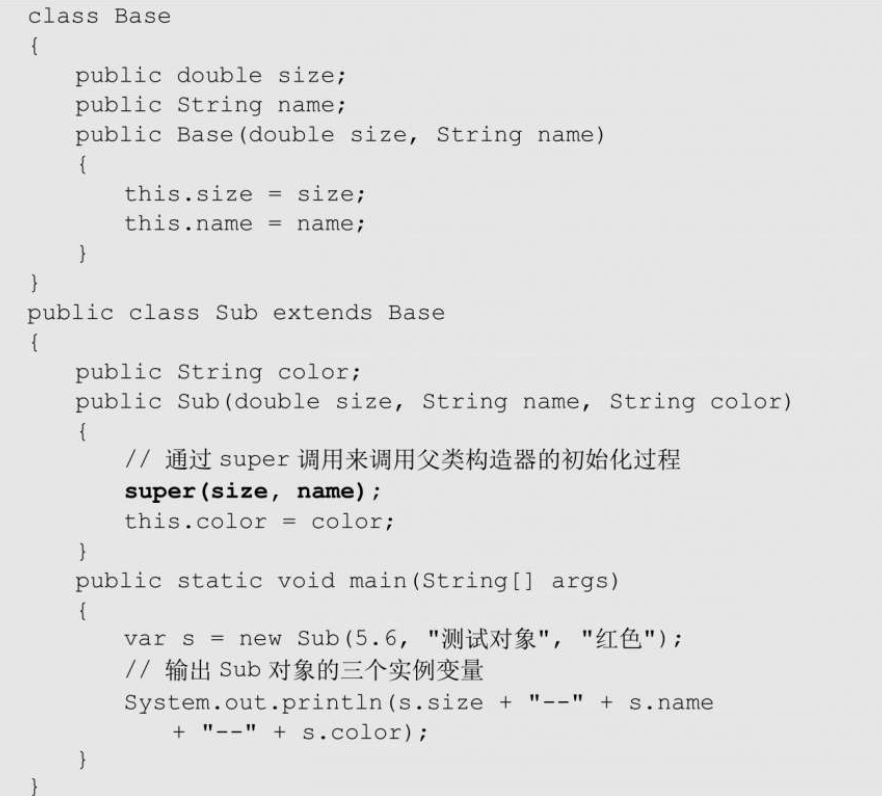 class Base
{
    public double size;
    public String name;
    public Base(double size, String name)
    {
        this.size = size;
        this.name = name;
    }
}
public class Sub extends Base
{
    public String color;
    public Sub(double size, String name, String color)
    {
        // 通过 super 调用来调用父类构造器的初始化过程
        super(size, name);
        this.color = color;
    }
    public static void main(String[] args)
    {
        var s = new Sub(5.6, "测试对象", "红色");
        // 输出 Sub 对象的三个实例变量
        System.out.println(s.size + "--" + s.name
            + "--" + s.color);
    }
}